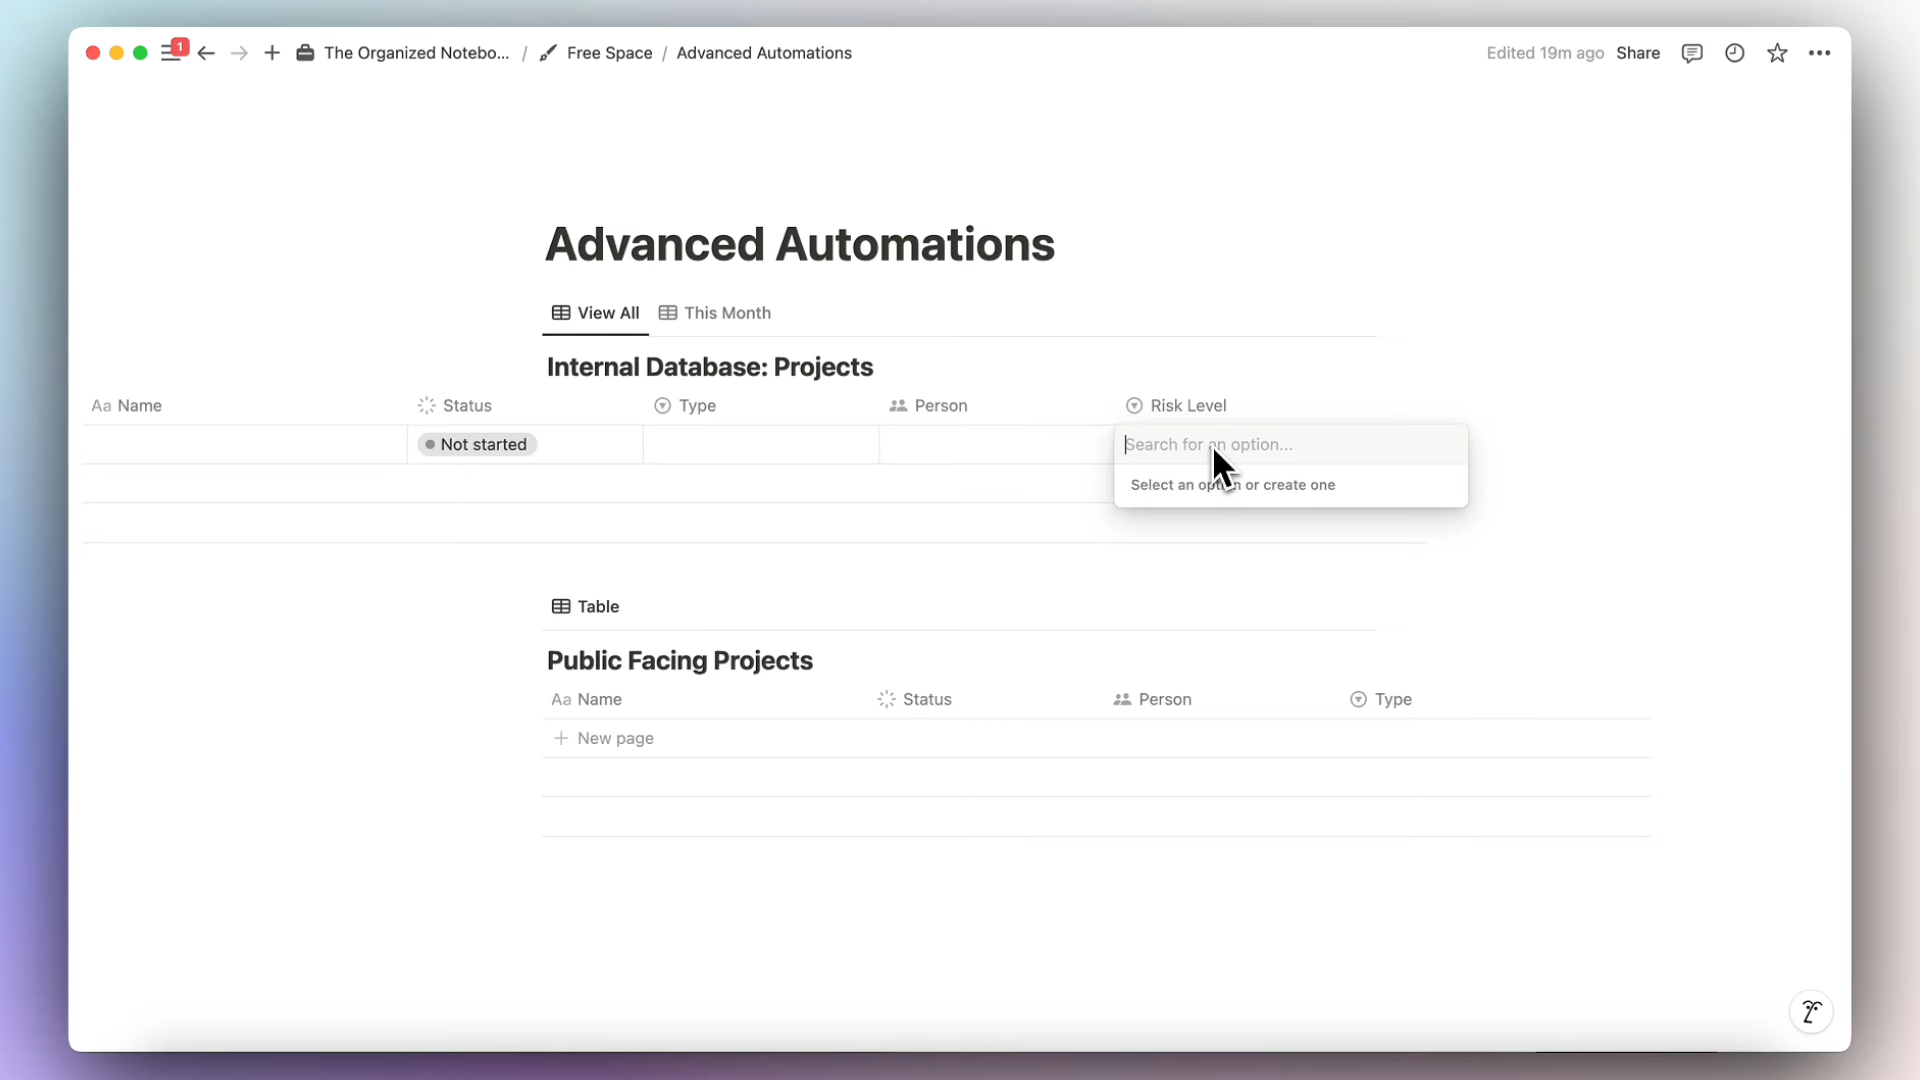 1
The Organized Notebo... / Free Space / Advanced Automations
Edited 19m ago Share
Advanced Automations
View All This Month
Internal Database: Projects
Aa Name Status Type Person Risk Level
Not started Search for an option...
Select an option or create one
Table
Public Facing Projects
Aa Name Status Person Type
+ New page